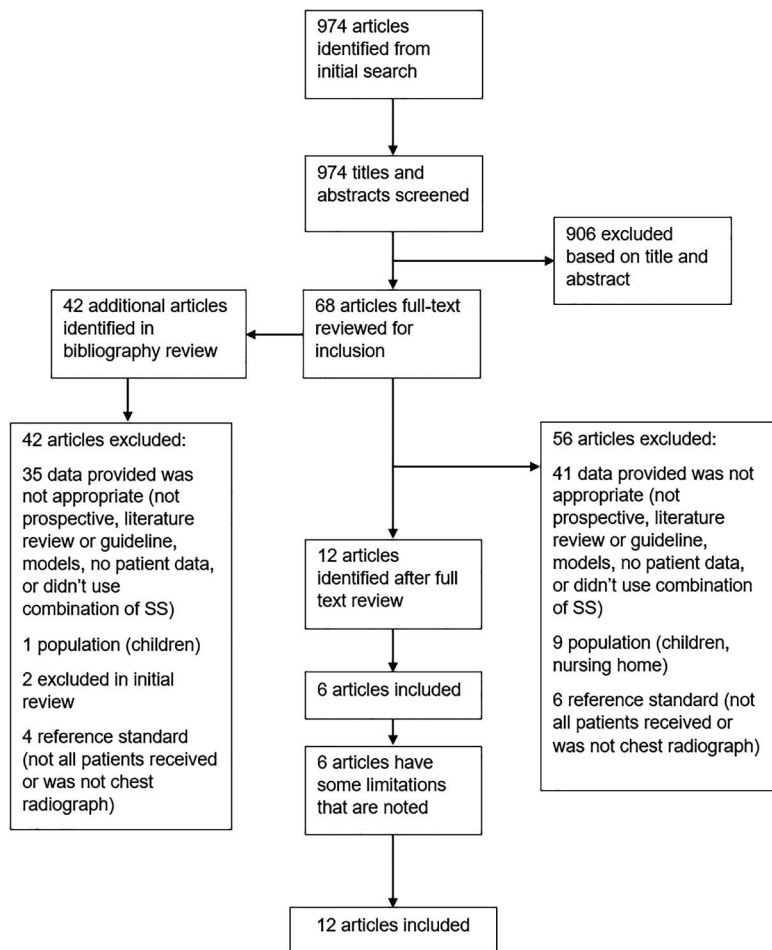 974 articles
identified from
initial search
974 titles and
abstracts screened
906 excluded
based on title and
abstract
42 additional articles
identified in
bibliography review
68 articles full-text
reviewed for
inclusion
42 articles excluded:
35 data provided was
not appropriate (not
prospective, literature
review or guideline,
models, no patient data,
or didn't use
combination of SS)
1 population (children)
2 excluded in initial
review
4 reference standard
(not all patients received
or was not chest
radiograph)
56 articles excluded:
41 data provided was not
appropriate (not
prospective, literature
review or guideline,
models, no patient data,
or didn't use combination
of SS)
9 population (children,
nursing home)
6 reference standard (not
all patients received or
was not chest radiograph)
12 articles
identified after full
text review
6 articles included
6 articles have
some limitations
that are noted
12 articles included